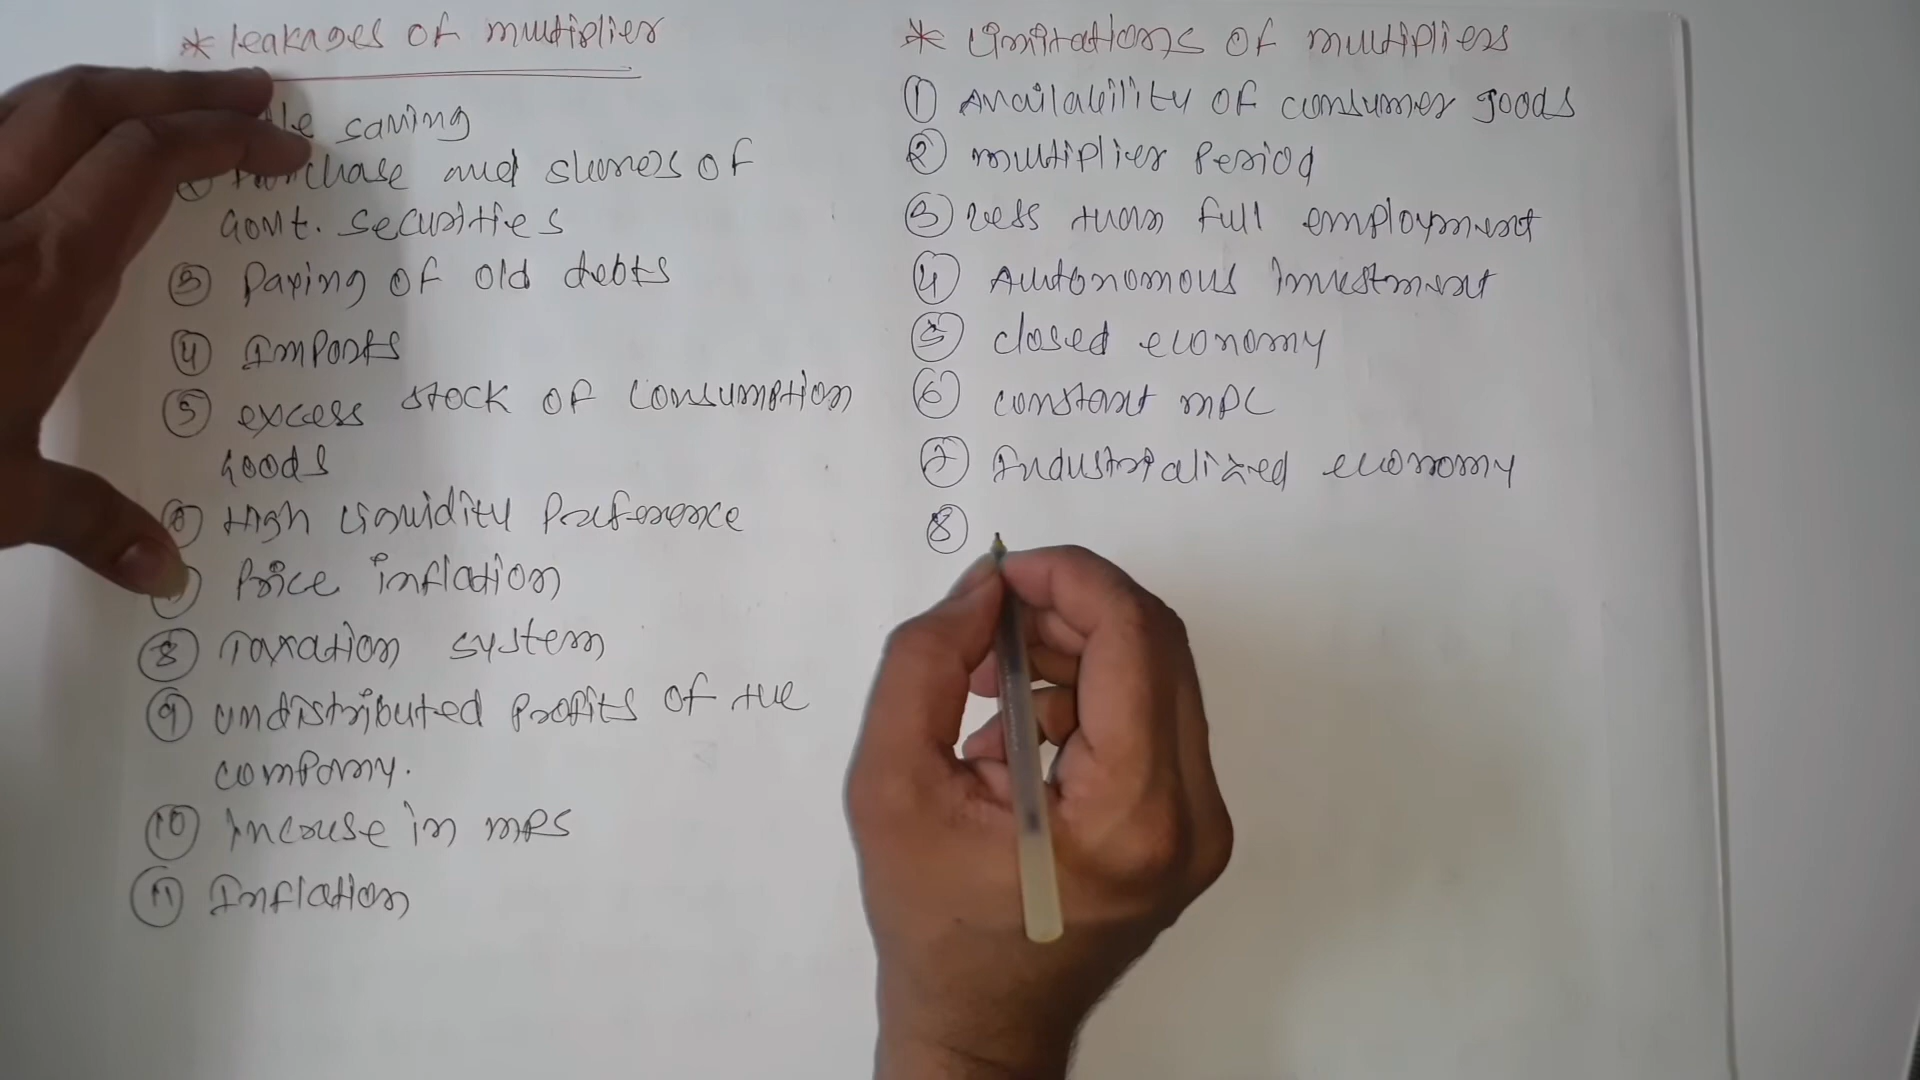 * leakages of multiplier
saving
Purchase and shares of
Govt. securities
③ Paying of old debts
④ Imports
⑤ excess stock of consumption
goods
⑥ High liquidity Preference
Price inflation
⑧ Taxation system
⑨ undistributed profits of the
company.
⑩ Increase in MPS
⑪ Inflation
* Limitations of multipliers
① Availability of consumer goods
② multiplier Period
③ Less than full employment
④ Autonomous investment
⑤ closed economy
⑥ constant MPC
⑦ Industrialized economy
⑧